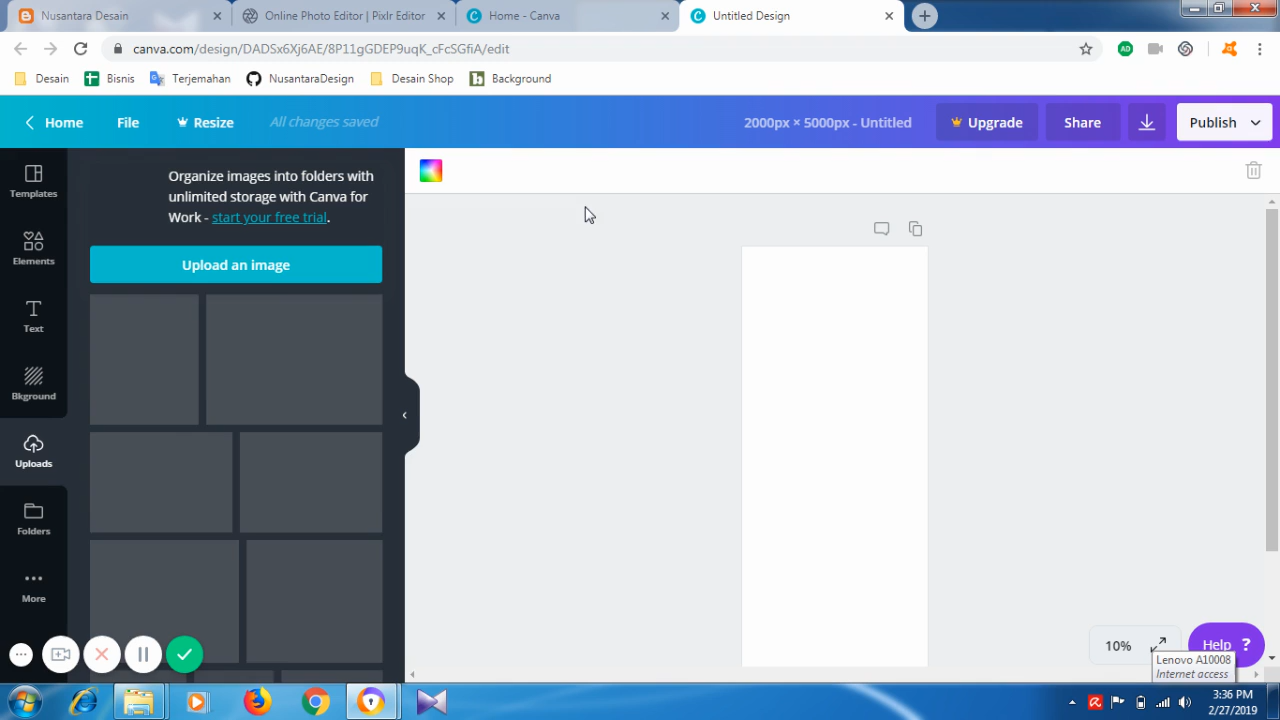 Nusantara Desain
Online Photo Editor | Pixlr Editor
Home - Canva
Untitled Design
canva.com/design/DADSx6Xj6AE/8P11gGDEP9uqK_cFcSGfiA/edit
Desain
Bisnis
Terjemahan
NusantaraDesign
Desain Shop
Background
Home
File
Resize
All changes saved
2000px × 5000px - Untitled
Upgrade
Share
Publish
Templates
Elements
Text
Bkground
Uploads
Folders
More
Organize images into folders with
unlimited storage with Canva for
Work - start your free trial.
Upload an image
10%
Help ?
Lenovo A10008
Internet access
3:36 PM
2/27/2019